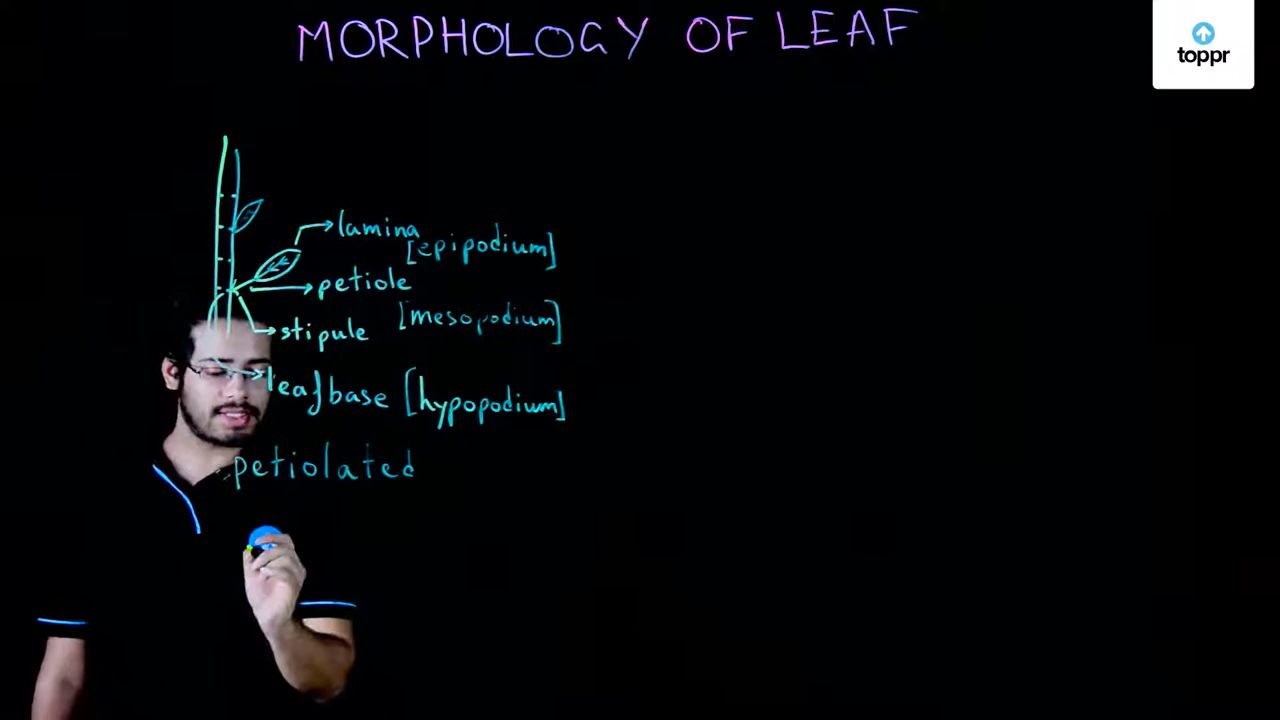 MORPHOLOGY OF LEAF
toppr
lamina
[epipodium]
petiole
[mesopodium]
stipule
leaf base [hypopodium]
petiolated